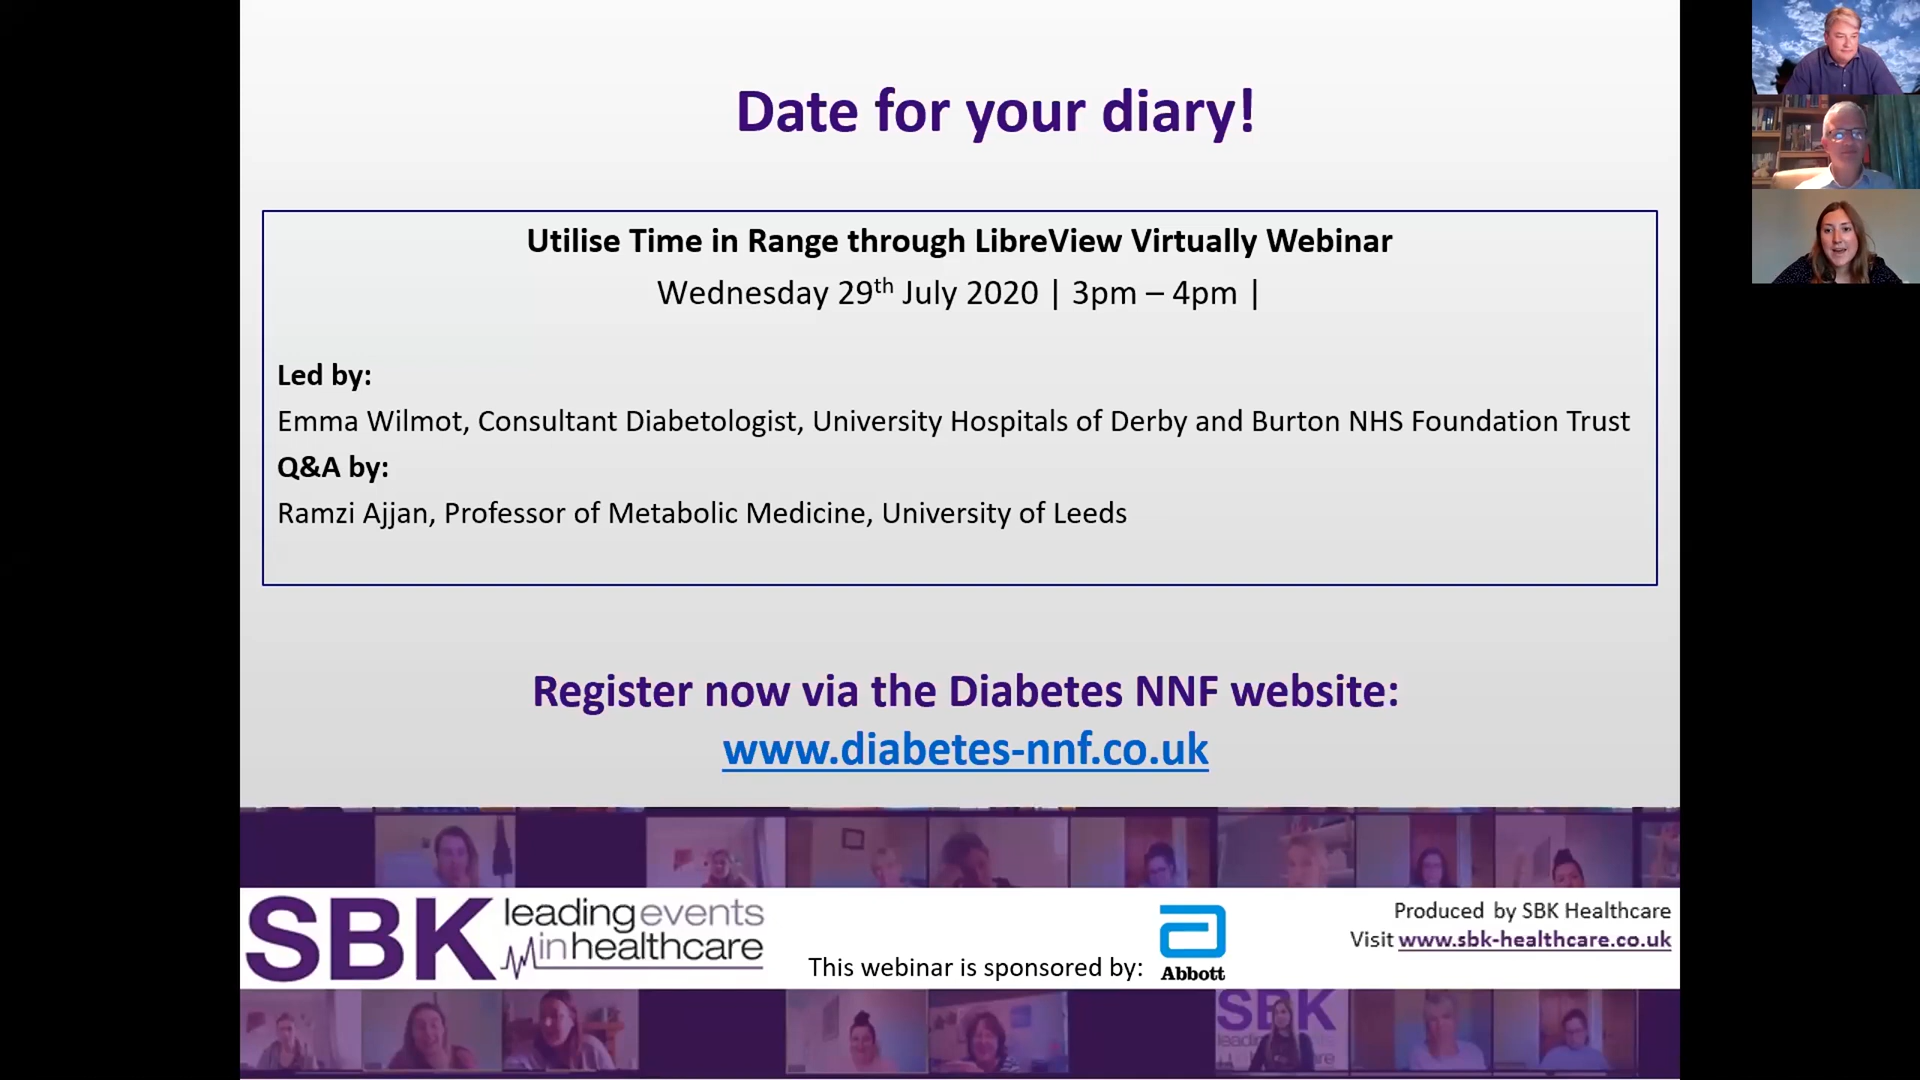 Date for your diary!
Utilise Time in Range through LibreView Virtually Webinar
Wednesday 29th July 2020 | 3pm – 4pm |
Led by:
Emma Wilmot, Consultant Diabetologist, University Hospitals of Derby and Burton NHS Foundation Trust
Q&A by:
Ramzi Ajjan, Professor of Metabolic Medicine, University of Leeds
Register now via the Diabetes NNF website:
www.diabetes-nnf.co.uk
SBK leading events
in healthcare
This webinar is sponsored by:
Abbott
Produced by SBK Healthcare
Visit www.sbk-healthcare.co.uk
SBK